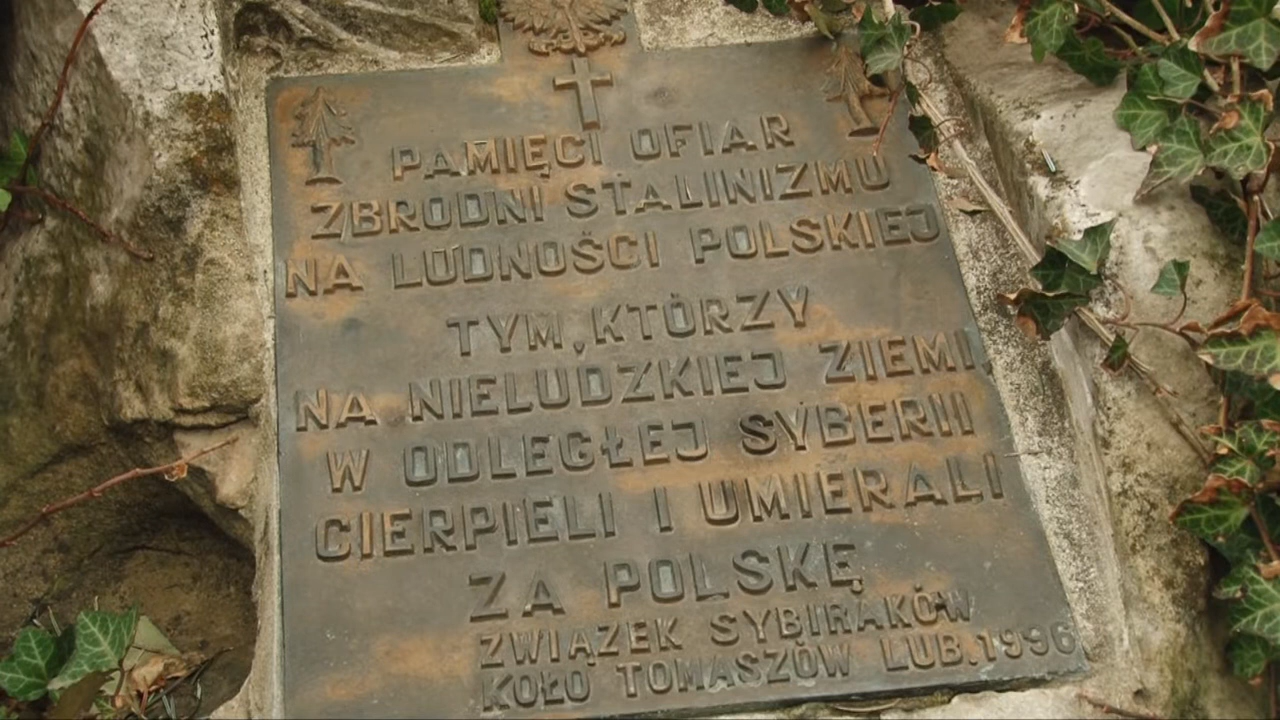 PAMIĘCI OFIAR
ZBRODNI STALINIZMU
NA LUDNOŚCI POLSKIEJ
TYM, KTÓRZY
NA NIELUDZKIEJ ZIEMI,
W ODLEGŁEJ SYBERII
CIERPIELI I UMIERALI
ZA POLSKĘ
ZWIĄZEK SYBIRAKÓW
KOŁO TOMASZÓW LUB. 1996